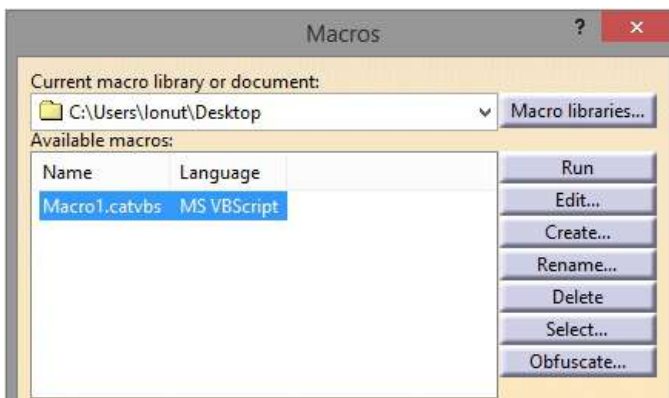 Macros
?
Current macro library or document:
C:\Users\Ionut\Desktop
Macro libraries...
Available macros:
Name Language
Macro1.catvbs MS VBScript
Run
Edit...
Create...
Rename...
Delete
Select...
Obfuscate...